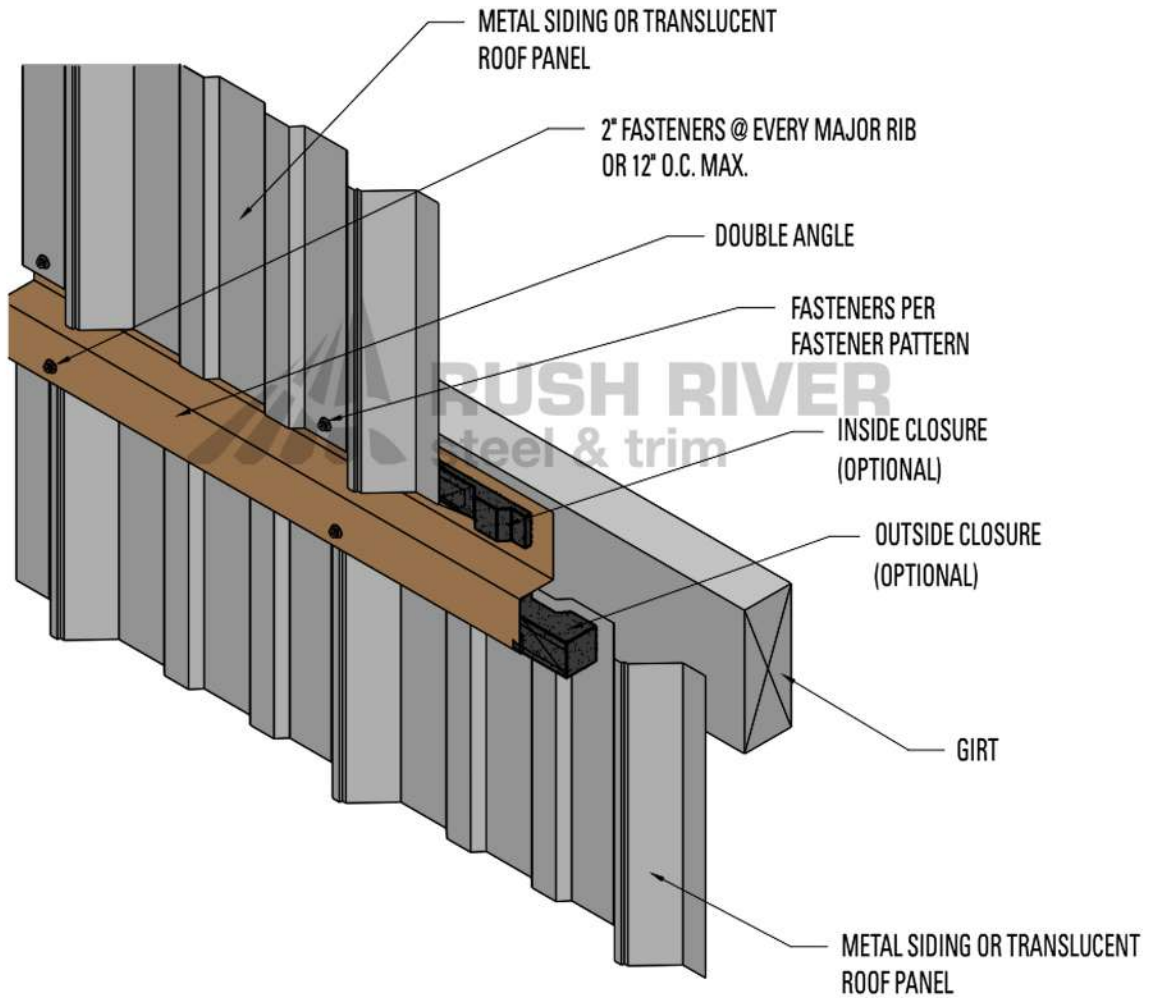 METAL SIDING OR TRANSLUCENT
ROOF PANEL
2" FASTENERS @ EVERY MAJOR RIB
OR 12" O.C. MAX.
DOUBLE ANGLE
FASTENERS PER
FASTENER PATTERN
RUSH RIVER
steel & trim
INSIDE CLOSURE
(OPTIONAL)
OUTSIDE CLOSURE
(OPTIONAL)
GIRT
METAL SIDING OR TRANSLUCENT
ROOF PANEL